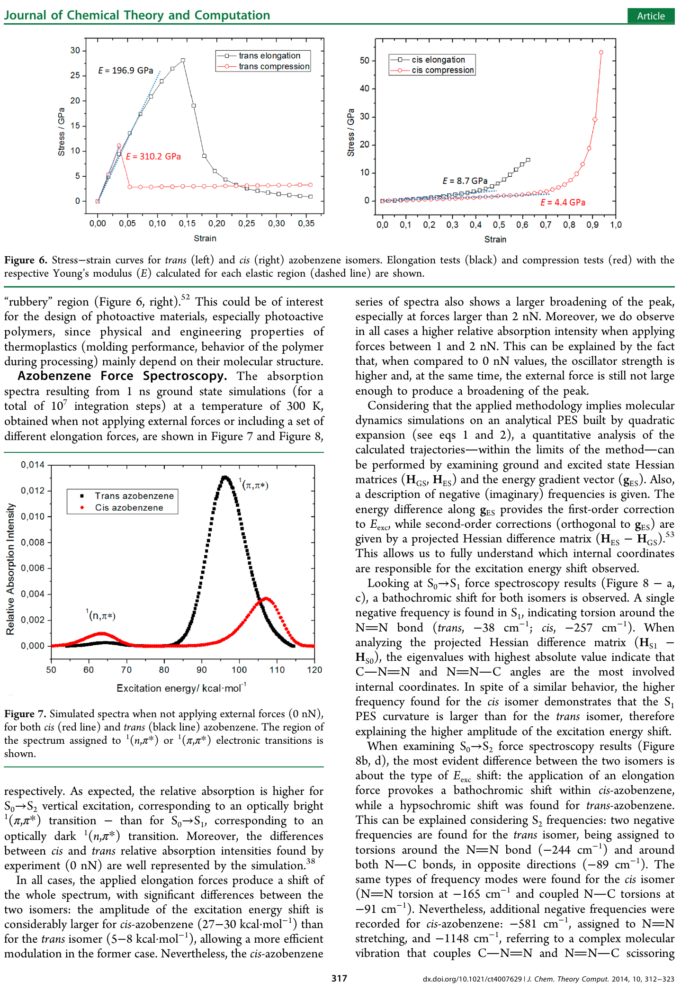 Journal of Chemical Theory and Computation
Article
30
25
20
15
10
5
0
Stress / GPa
E = 196.9 GPa
E = 310.2 GPa
trans elongation
trans compression
0,00 0,05 0,10 0,15 0,20 0,25 0,30 0,35
Strain
50
40
30
20
10
0
Stress / GPa
cis elongation
cis compression
E = 8.7 GPa
E = 4.4 GPa
0,0 0,1 0,2 0,3 0,4 0,5 0,6 0,7 0,8 0,9 1,0
Strain
Figure 6. Stress−strain curves for trans (left) and cis (right) azobenzene isomers. Elongation tests (black) and compression tests (red) with the
respective Young's modulus (E) calculated for each elastic region (dashed line) are shown.
“rubbery” region (Figure 6, right).⁵² This could be of interest
for the design of photoactive materials, especially photoactive
polymers, since physical and engineering properties of
thermoplastics (molding performance, behavior of the polymer
during processing) mainly depend on their molecular structure.
Azobenzene Force Spectroscopy. The absorption
spectra resulting from 1 ns ground state simulations (for a
total of 10⁷ integration steps) at a temperature of 300 K,
obtained when not applying external forces or including a set of
different elongation forces, are shown in Figure 7 and Figure 8,
0,014
0,012
0,010
0,008
0,006
0,004
0,002
0,000
Relative Absorption Intensity
Trans azobenzene
Cis azobenzene
¹(π,π*)
¹(n,π*)
50 60 70 80 90 100 110 120
Excitation energy/ kcal·mol⁻¹
Figure 7. Simulated spectra when not applying external forces (0 nN),
for both cis (red line) and trans (black line) azobenzene. The region of
the spectrum assigned to ¹(n,π*) or ¹(π,π*) electronic transitions is
shown.
respectively. As expected, the relative absorption is higher for
S₀→S₂ vertical excitation, corresponding to an optically bright
¹(π,π*) transition − than for S₀→S₁, corresponding to an
optically dark ¹(n,π*) transition. Moreover, the differences
between cis and trans relative absorption intensities found by
experiment (0 nN) are well represented by the simulation.³⁸
In all cases, the applied elongation forces produce a shift of
the whole spectrum, with significant differences between the
two isomers: the amplitude of the excitation energy shift is
considerably larger for cis-azobenzene (27−30 kcal·mol⁻¹) than
for the trans isomer (5−8 kcal·mol⁻¹), allowing a more efficient
modulation in the former case. Nevertheless, the cis-azobenzene
series of spectra also shows a larger broadening of the peak,
especially at forces larger than 2 nN. Moreover, we do observe
in all cases a higher relative absorption intensity when applying
forces between 1 and 2 nN. This can be explained by the fact
that, when compared to 0 nN values, the oscillator strength is
higher and, at the same time, the external force is still not large
enough to produce a broadening of the peak.
Considering that the applied methodology implies molecular
dynamics simulations on an analytical PES built by quadratic
expansion (see eqs 1 and 2), a quantitative analysis of the
calculated trajectories—within the limits of the method—can
be performed by examining ground and excited state Hessian
matrices (H_GS, H_ES) and the energy gradient vector (g_ES). Also,
a description of negative (imaginary) frequencies is given. The
energy difference along g_ES provides the first-order correction
to E_exc, while second-order corrections (orthogonal to g_ES) are
given by a projected Hessian difference matrix (H_ES − H_GS).⁵³
This allows us to fully understand which internal coordinates
are responsible for the excitation energy shift observed.
Looking at S₀→S₁ force spectroscopy results (Figure 8 − a,
c), a bathochromic shift for both isomers is observed. A single
negative frequency is found in S₁, indicating torsion around the
N=N bond (trans, −38 cm⁻¹; cis, −257 cm⁻¹). When
analyzing the projected Hessian difference matrix (H_S1 −
H_S0), the eigenvalues with highest absolute value indicate that
C—N=N and N=N—C angles are the most involved
internal coordinates. In spite of a similar behavior, the higher
frequency found for the cis isomer demonstrates that the S₁
PES curvature is larger than for the trans isomer, therefore
explaining the higher amplitude of the excitation energy shift.
When examining S₀→S₂ force spectroscopy results (Figure
8b, d), the most evident difference between the two isomers is
about the type of E_exc shift: the application of an elongation
force provokes a bathochromic shift within cis-azobenzene,
while a hypsochromic shift was found for trans-azobenzene.
This can be explained considering S₂ frequencies: two negative
frequencies are found for the trans isomer, being assigned to
torsions around the N=N bond (−244 cm⁻¹) and around
both N—C bonds, in opposite directions (−89 cm⁻¹). The
same types of frequency modes were found for the cis isomer
(N=N torsion at −165 cm⁻¹ and coupled N—C torsions at
−91 cm⁻¹). Nevertheless, additional negative frequencies were
recorded for cis-azobenzene: −581 cm⁻¹, assigned to N=N
stretching, and −1148 cm⁻¹, referring to a complex molecular
vibration that couples C—N=N and N=N—C scissoring
317
dx.doi.org/10.1021/ct4007629 | J. Chem. Theory Comput. 2014, 10, 312−323